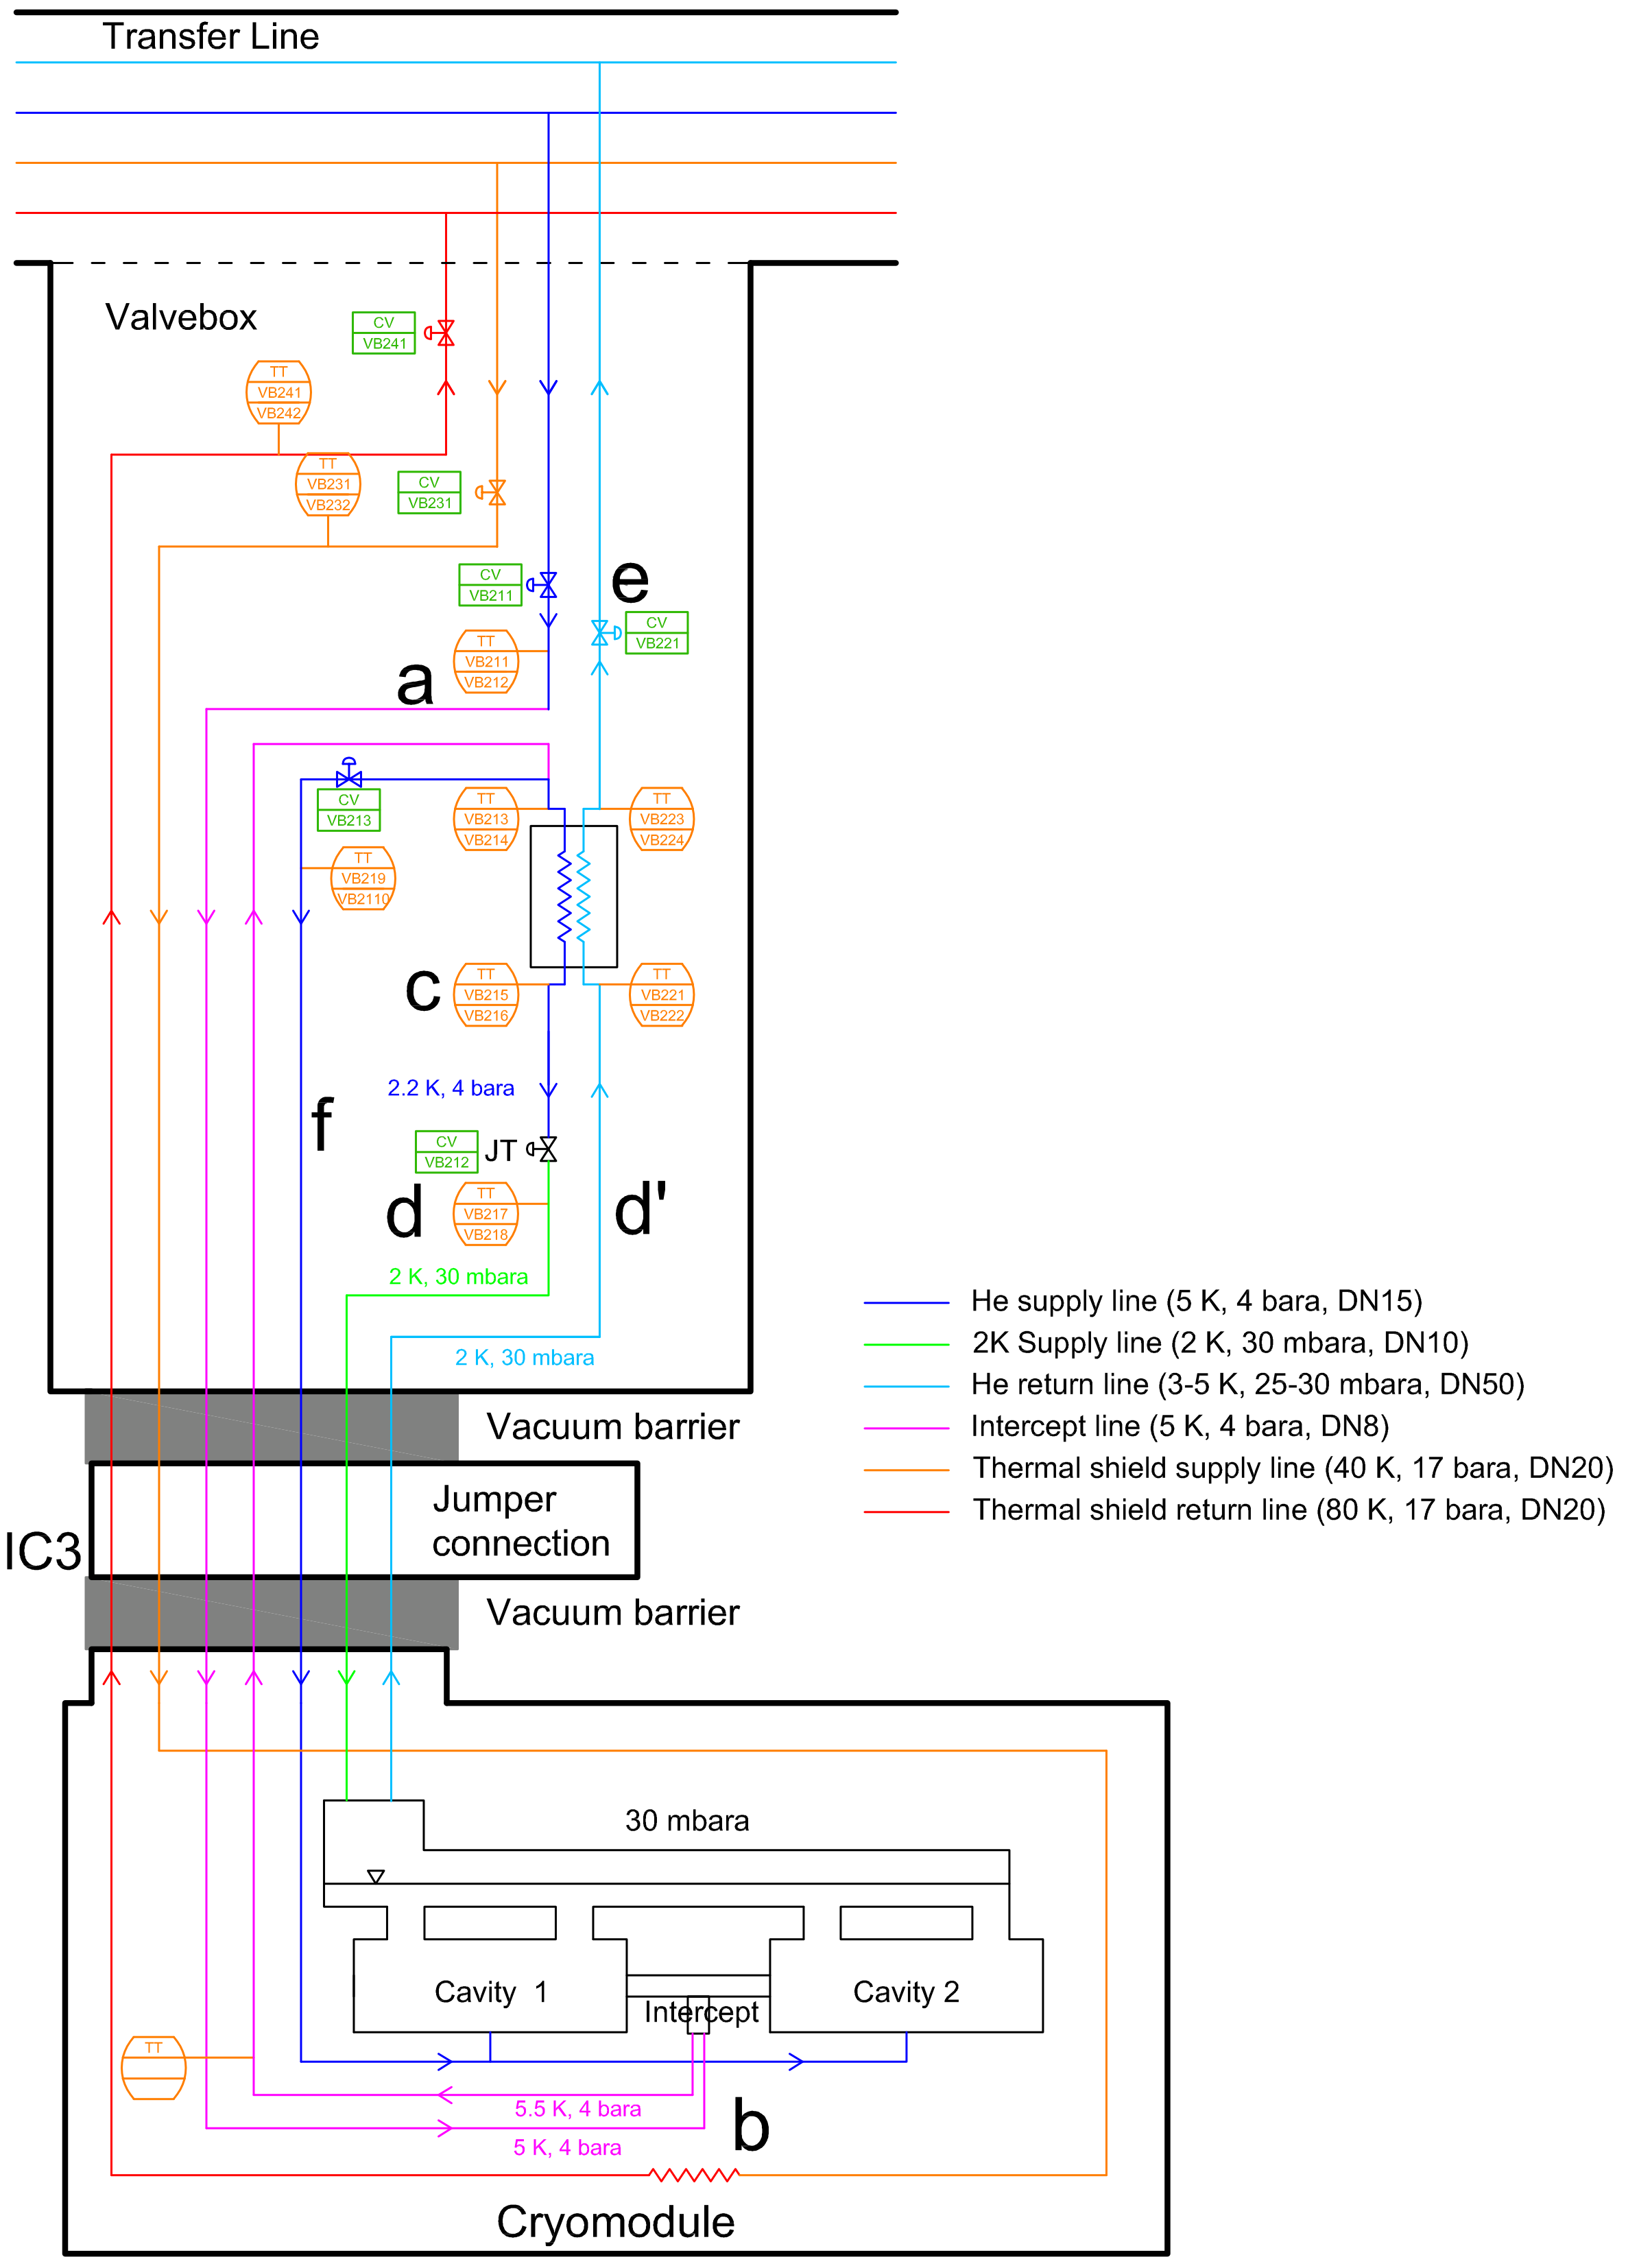 Transfer Line
Valvebox
CV
VB241
TT
VB241
VB242
TT
VB231
VB232
CV
VB231
CV
VB211
e
CV
VB221
TT
VB211
VB212
a
CV
VB213
TT
VB213
VB214
TT
VB223
VB224
TT
VB219
VB2110
c
TT
VB215
VB216
TT
VB221
VB222
2.2 K, 4 bara
f
CV
VB212
JT
d
TT
VB217
VB218
d'
2 K, 30 mbara
2 K, 30 mbara
He supply line (5 K, 4 bara, DN15)
2K Supply line (2 K, 30 mbara, DN10)
He return line (3-5 K, 25-30 mbara, DN50)
Intercept line (5 K, 4 bara, DN8)
Thermal shield supply line (40 K, 17 bara, DN20)
Thermal shield return line (80 K, 17 bara, DN20)
Vacuum barrier
Jumper
connection
IC3
Vacuum barrier
30 mbara
Cavity 1
Intercept
Cavity 2
TT
5.5 K, 4 bara
b
5 K, 4 bara
Cryomodule